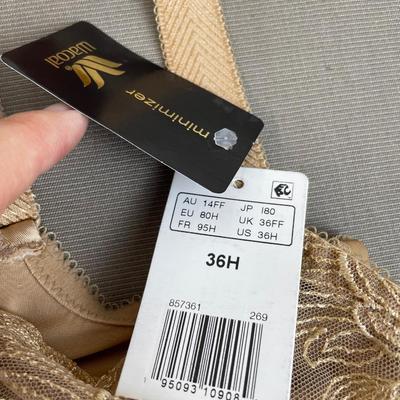 Wacoal
minimizer
AU 14FF JP I80
EU 80H UK 36FF
FR 95H US 36H
36H
857361 269
1 95093 10908